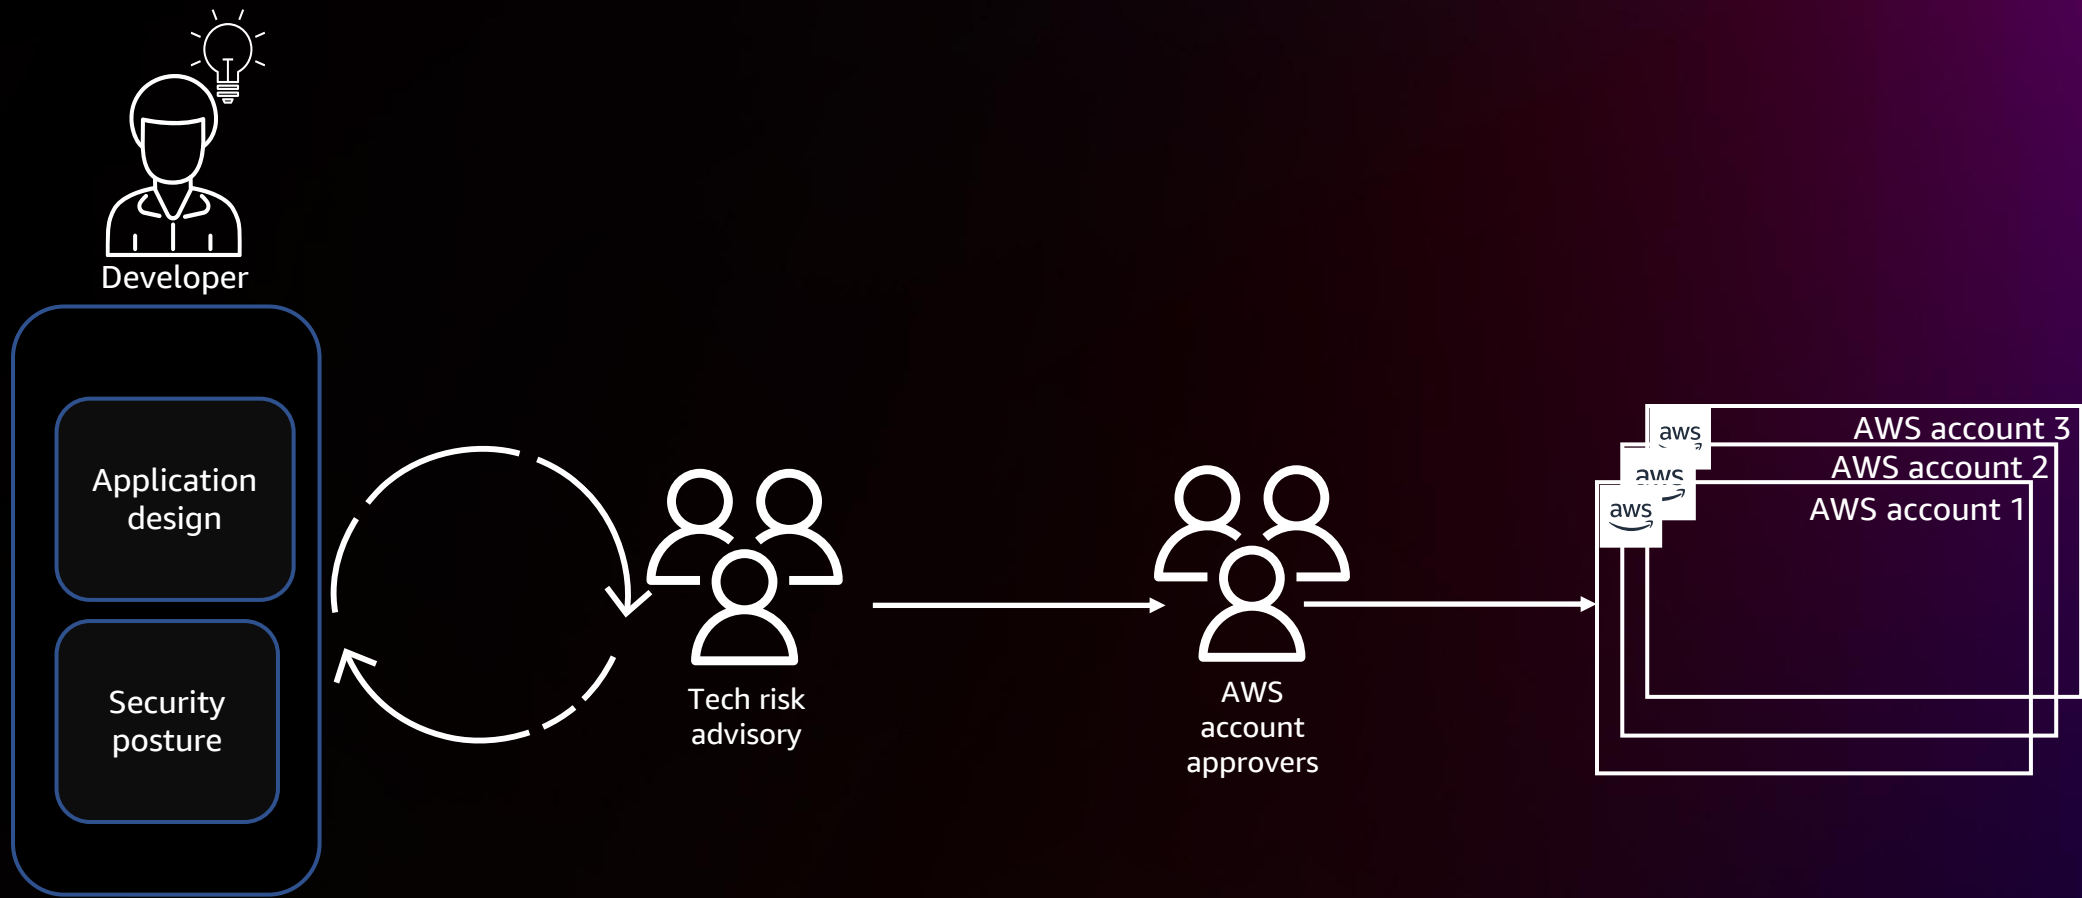 Developer
Application
design
Security
posture
Tech risk
advisory
AWS
account
approvers
aws
AWS account 3
aws
AWS account 2
aws
AWS account 1